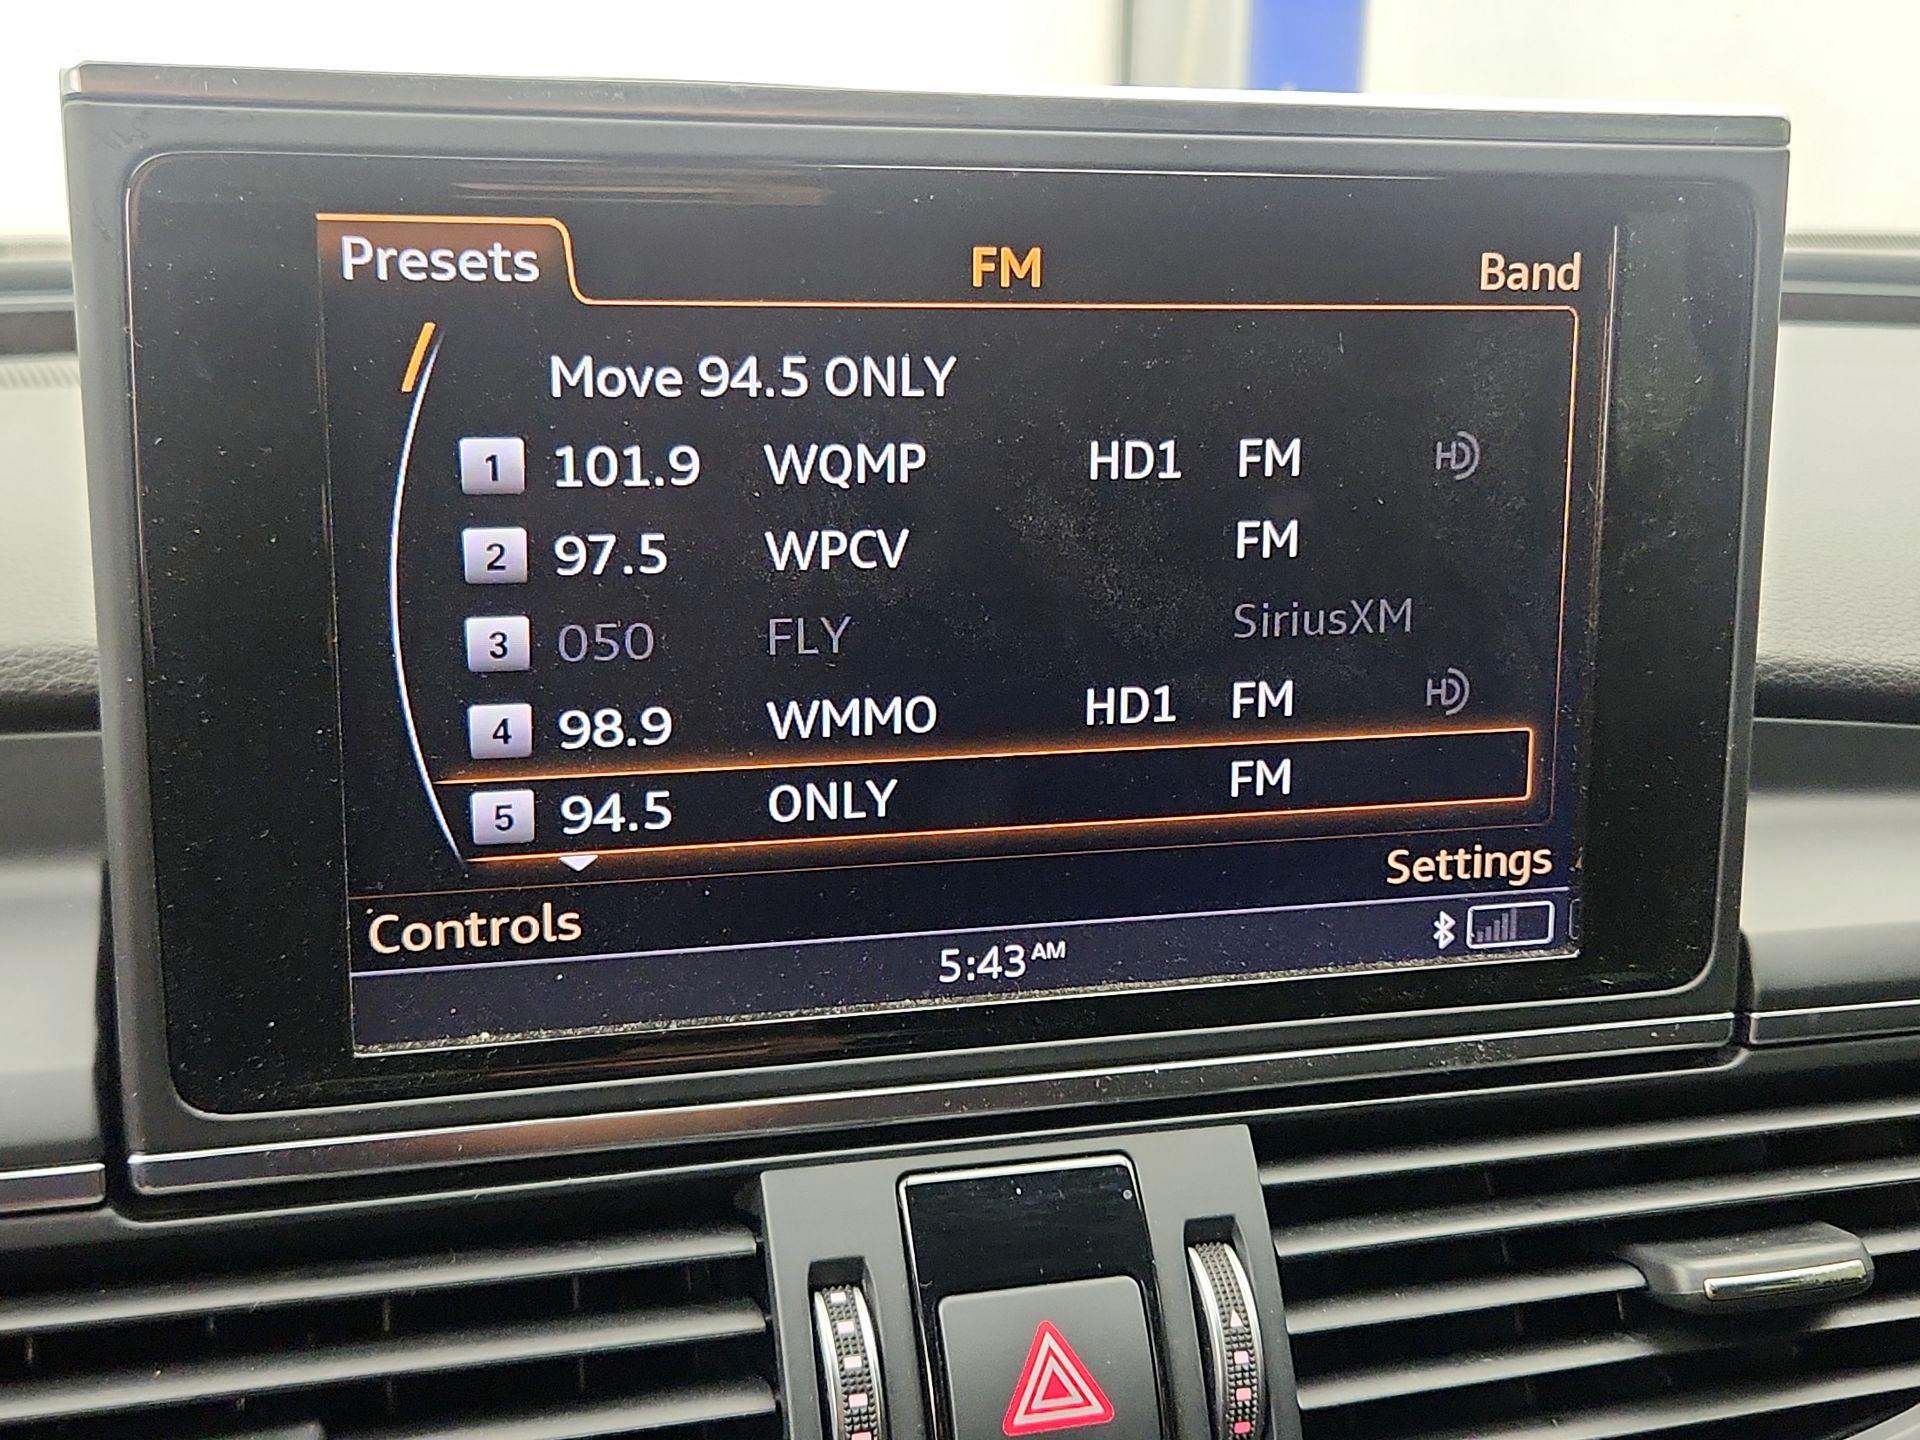 Presets FM Band
Move 94.5 ONLY
1 101.9 WQMP HD1 FM HD
2 97.5 WPCV FM
3 050 FLY SiriusXM
4 98.9 WMMO HD1 FM HD
5 94.5 ONLY FM
Controls Settings
5:43 AM